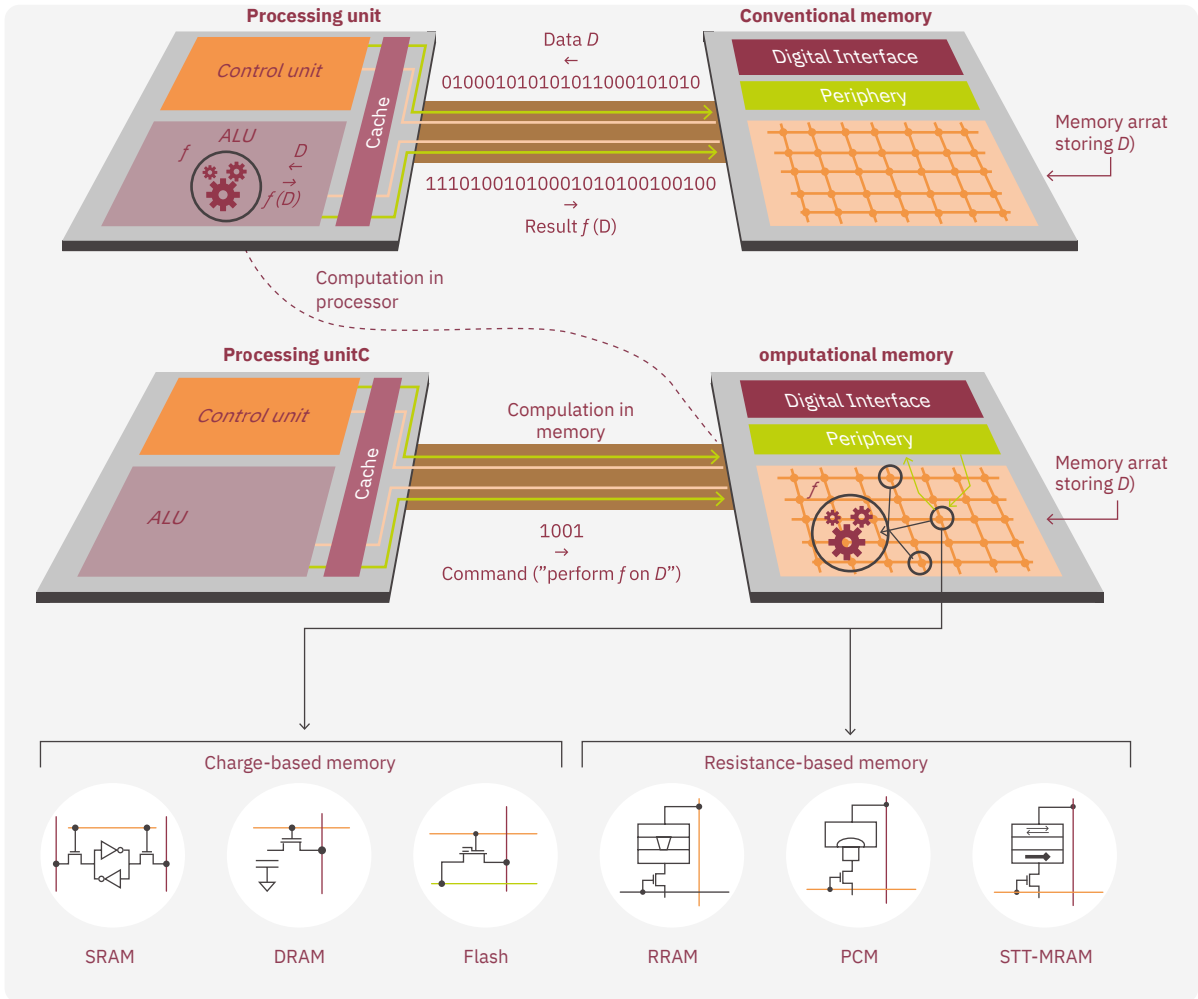 Processing unit
Conventional memory
Control unit
Cache
ALU
f
D
←
→
f (D)
Data D
←
010001010101011000101010
1110100101000101010010010​0
→
Result f (D)
Digital Interface
Periphery
Memory arrat
storing D)
Computation in
processor
Processing unitC
omputational memory
Control unit
Cache
ALU
Compulation in
memory
1001
→
Command (”perform f on D”)
Digital Interface
Periphery
f
Memory arrat
storing D)
Charge-based memory
Resistance-based memory
SRAM
DRAM
Flash
RRAM
PCM
STT-MRAM